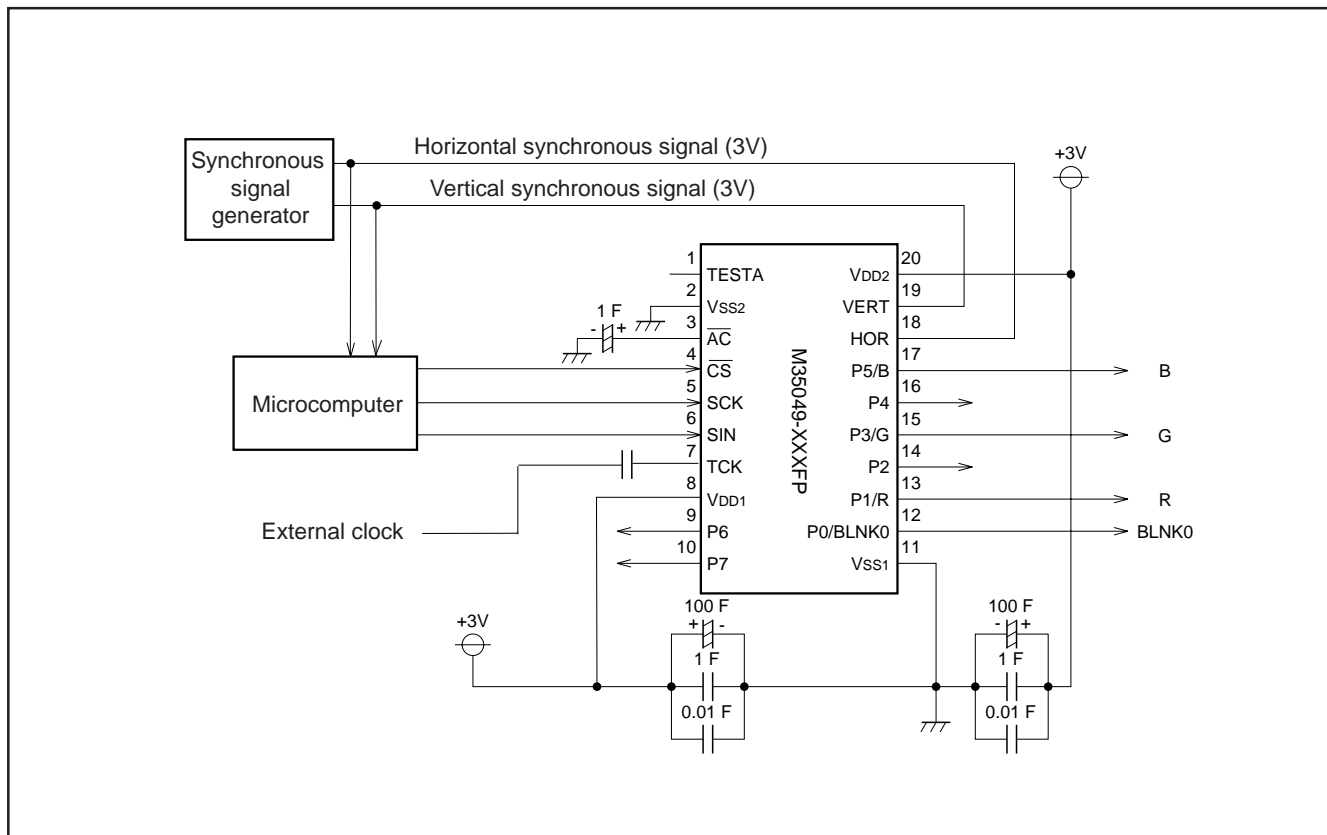 Horizontal synchronous signal (3V)
+3V
Synchronous
signal
generator
Vertical synchronous signal (3V)
1
TESTA
2
VSS2
1 F
- +
3
AC
4
CS
5
SCK
6
SIN
7
TCK
8
VDD1
9
P6
10
P7
M35049-XXXFP
20
VDD2
19
VERT
18
HOR
17
P5/B
B
16
P4
15
P3/G
G
14
P2
13
P1/R
R
12
P0/BLNK0
BLNK0
11
VSS1
Microcomputer
External clock
+3V
100 F
+ -
1 F
0.01 F
100 F
- +
1 F
0.01 F